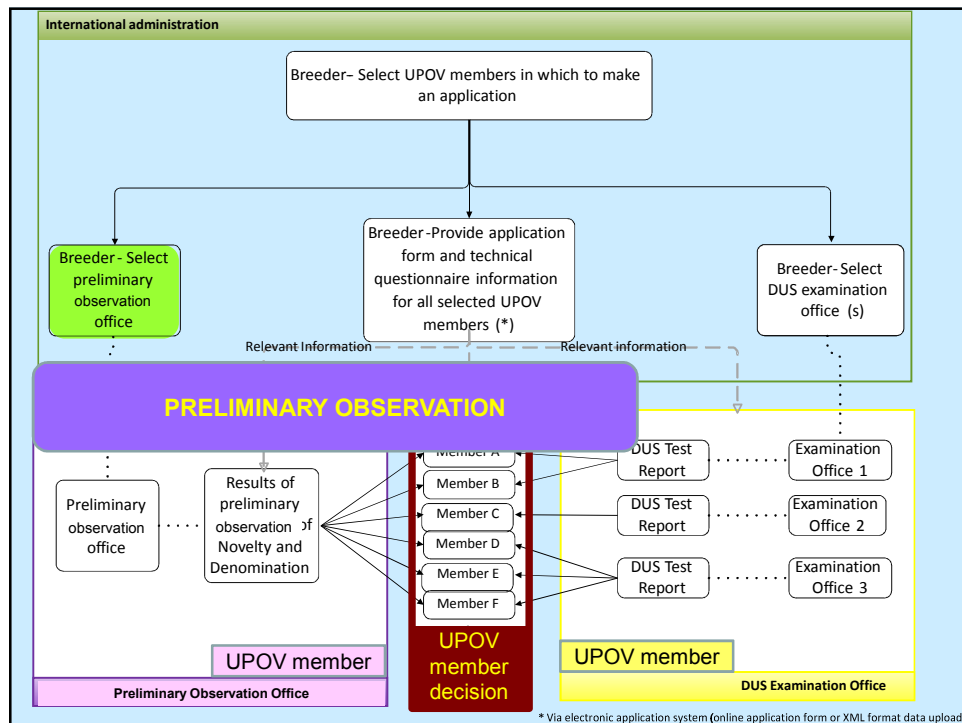 International administration
Breeder– Select UPOV members in which to make
an application
Breeder - Select
preliminary
observation
office
Breeder-Provide application
form and technical
questionnaire information
for all selected UPOV
members (*)
Breeder- Select
DUS examination
office (s)
Relevant Information
Relevant information
PRELIMINARY OBSERVATION
Preliminary
observation
office
Results of
preliminary
observation of
Novelty and
Denomination
Member A
Member B
Member C
Member D
Member E
Member F
DUS Test
Report
Examination
Office 1
DUS Test
Report
Examination
Office 2
DUS Test
Report
Examination
Office 3
UPOV member
UPOV
member
decision
UPOV member
Preliminary Observation Office
DUS Examination Office
* Via electronic application system (online application form or XML format data upload